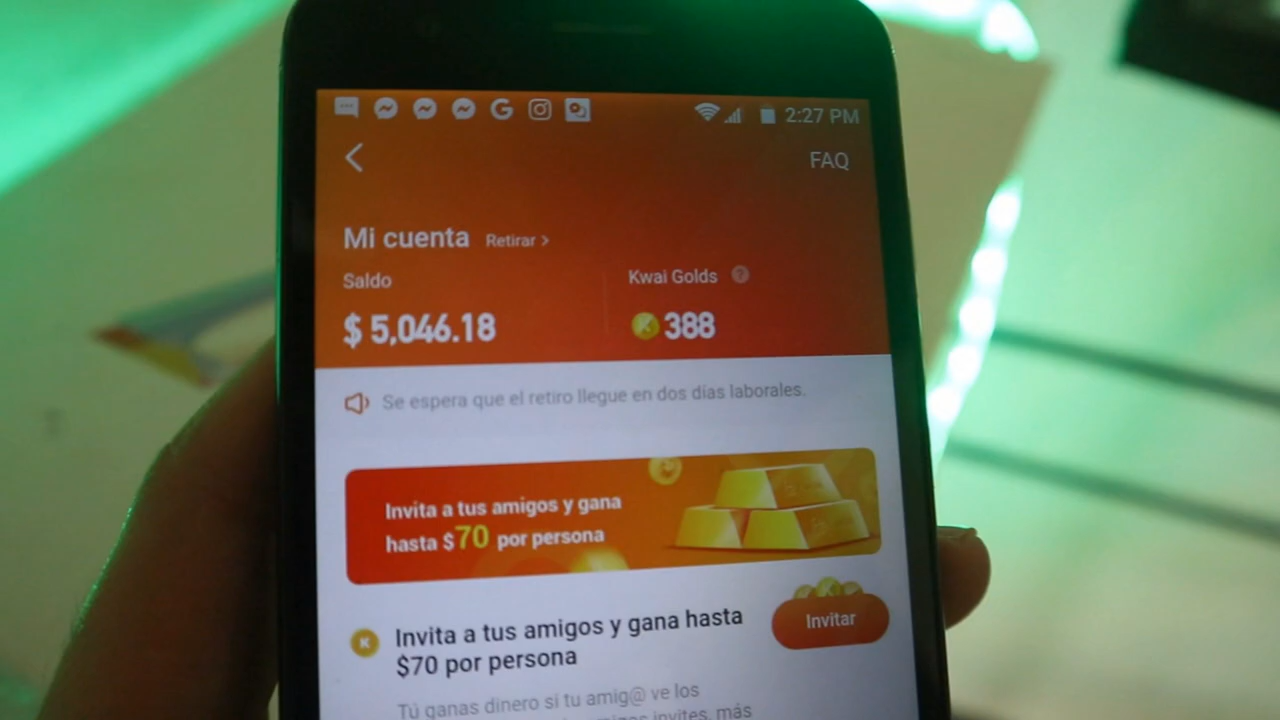 2:27 PM
FAQ
Mi cuenta Retirar >
Saldo
Kwai Golds ?
$ 5,046.18
388
Se espera que el retiro llegue en dos días laborales.
Invita a tus amigos y gana
hasta $70 por persona
Invita a tus amigos y gana hasta
$70 por persona
Invitar
Tú ganas dinero si tu amig@ ve los
invites, más